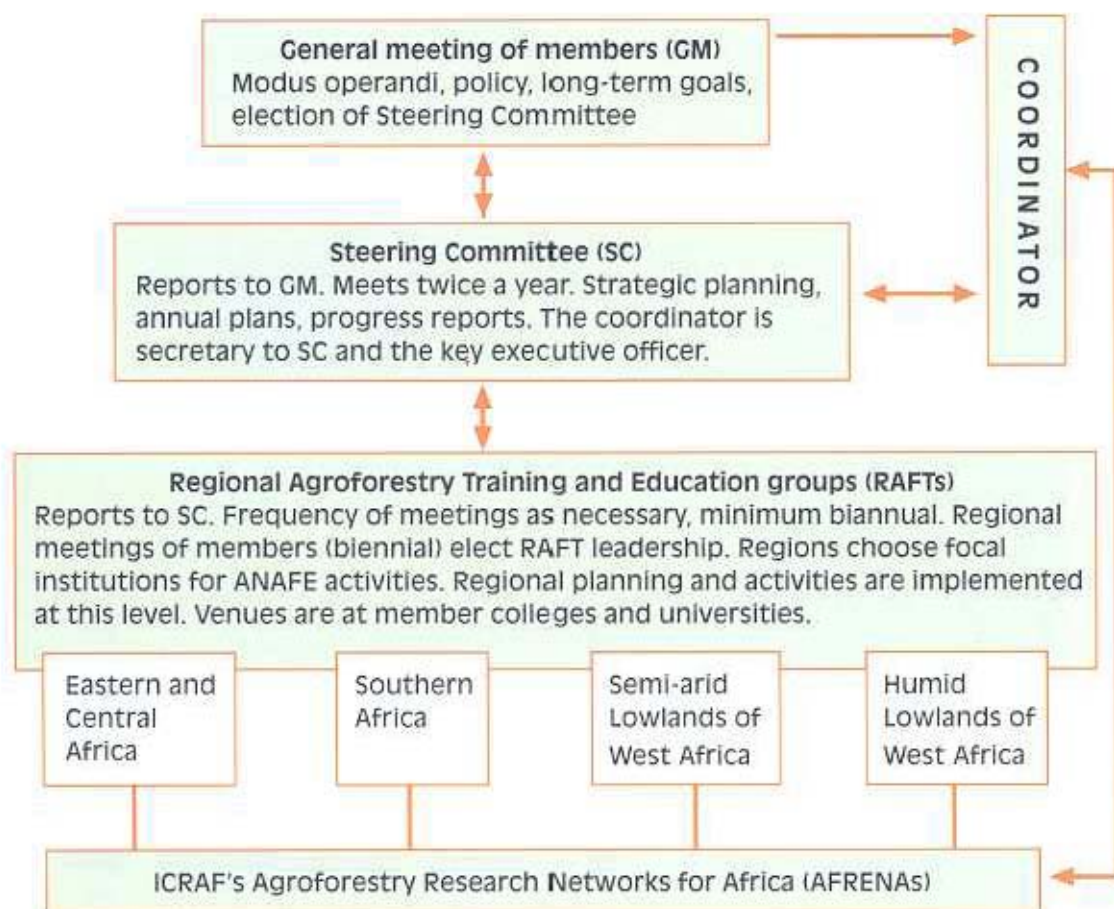 General meeting of members (GM)
Modus operandi, policy, long-term goals,
election of Steering Committee
COORDINATOR
Steering Committee (SC)
Reports to GM. Meets twice a year. Strategic planning,
annual plans, progress reports. The coordinator is
secretary to SC and the key executive officer.
Regional Agroforestry Training and Education groups (RAFTs)
Reports to SC. Frequency of meetings as necessary, minimum biannual. Regional
meetings of members (biennial) elect RAFT leadership. Regions choose focal
institutions for ANAFE activities. Regional planning and activities are implemented
at this level. Venues are at member colleges and universities.
Eastern and
Central
Africa
Southern
Africa
Semi-arid
Lowlands of
West Africa
Humid
Lowlands of
West Africa
ICRAF's Agroforestry Research Networks for Africa (AFRENAs)